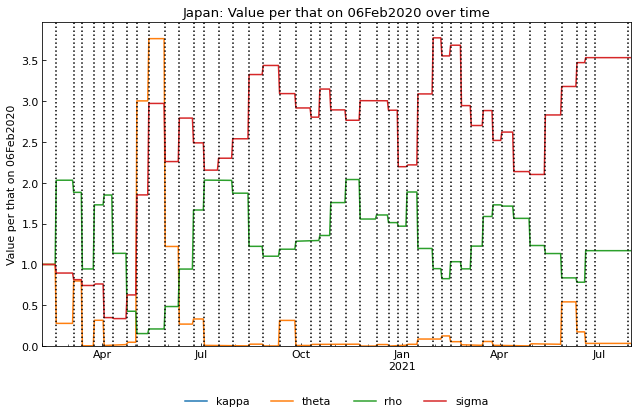 Japan: Value per that on 06Feb2020 over time
Value per that on 06Feb2020
3.5
3.0
2.5
2.0
1.5
1.0
0.5
0.0
Apr Jul Oct Jan Apr Jul
2021
kappa theta rho sigma